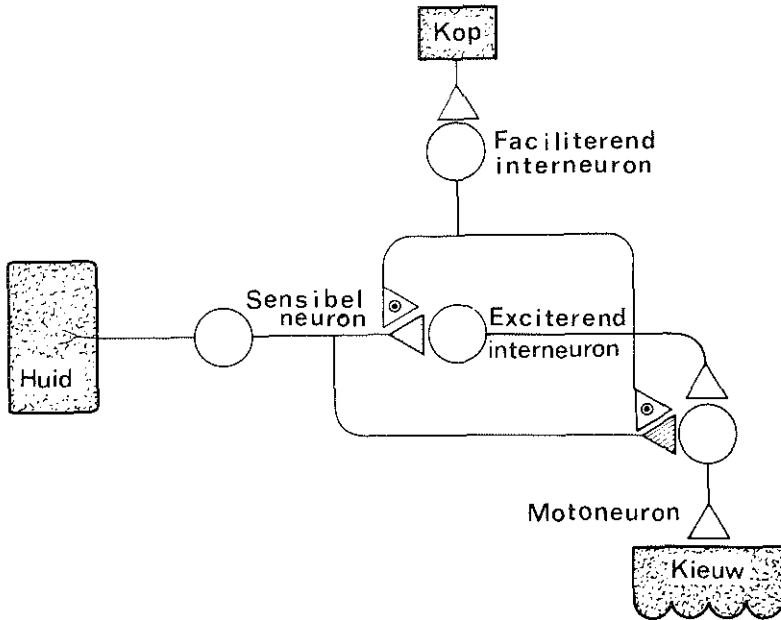 Kop
Faciliterend
interneuron
Sensibel
neuron
Exciterend
interneuron
Huid
Motoneuron
Kieuw